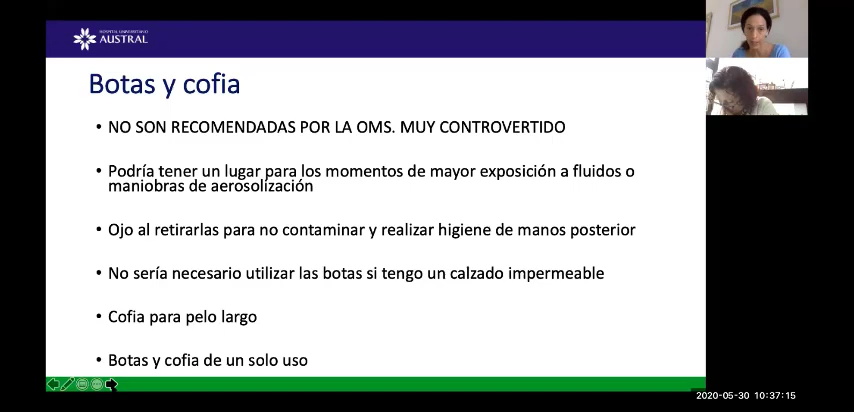 HOSPITAL UNIVERSITARIO
AUSTRAL
Botas y cofia
• NO SON RECOMENDADAS POR LA OMS. MUY CONTROVERTIDO
• Podría tener un lugar para los momentos de mayor exposición a fluidos o
maniobras de aerosolización
• Ojo al retirarlas para no contaminar y realizar higiene de manos posterior
• No sería necesario utilizar las botas si tengo un calzado impermeable
• Cofia para pelo largo
• Botas y cofia de un solo uso
2020-05-30 10:37:15